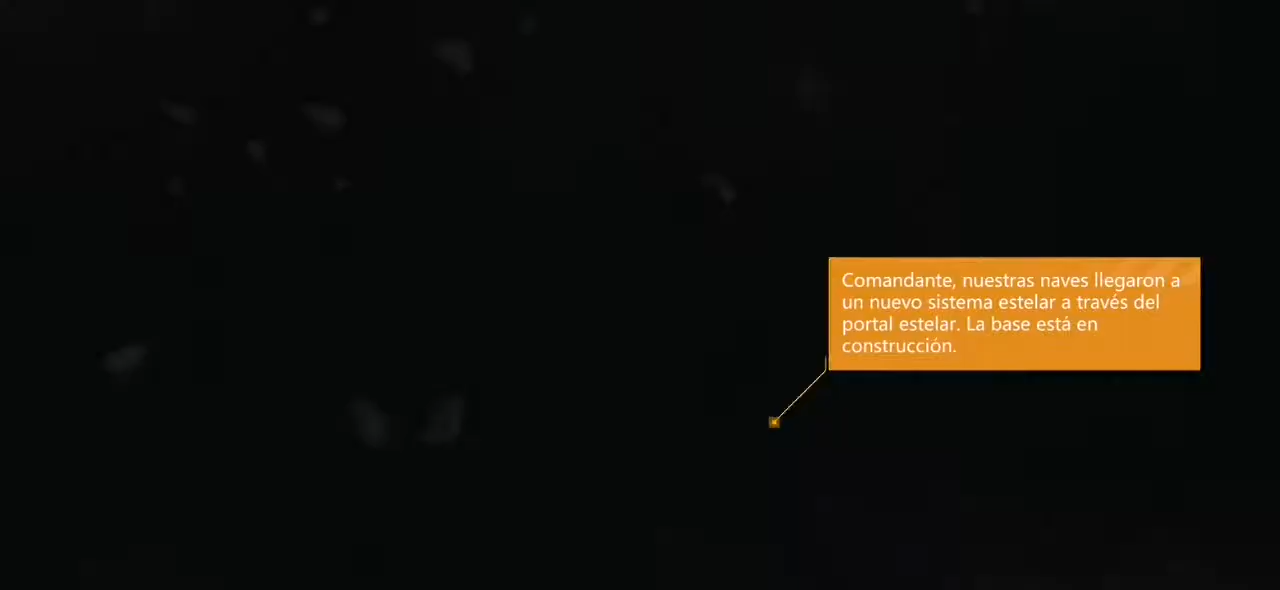 Comandante, nuestras naves llegaron a
un nuevo sistema estelar a través del
portal estelar. La base está en
construcción.